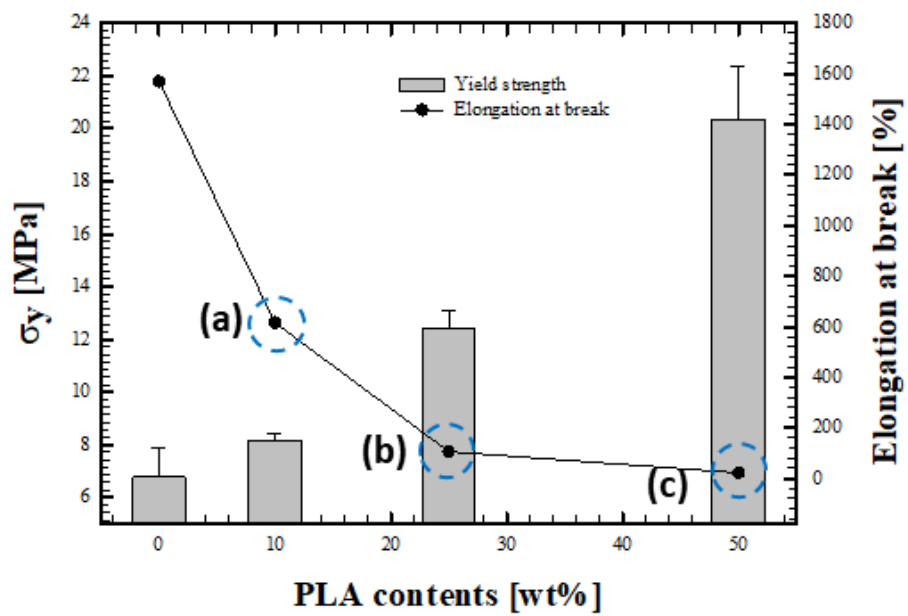 24
22
20
18
16
14
12
10
8
6
σy [MPa]
1800
1600
1400
1200
1000
800
600
400
200
0
Elongation at break [%]
Yield strength
Elongation at break
(a)
(b)
(c)
0 10 20 30 40 50
PLA contents [wt%]